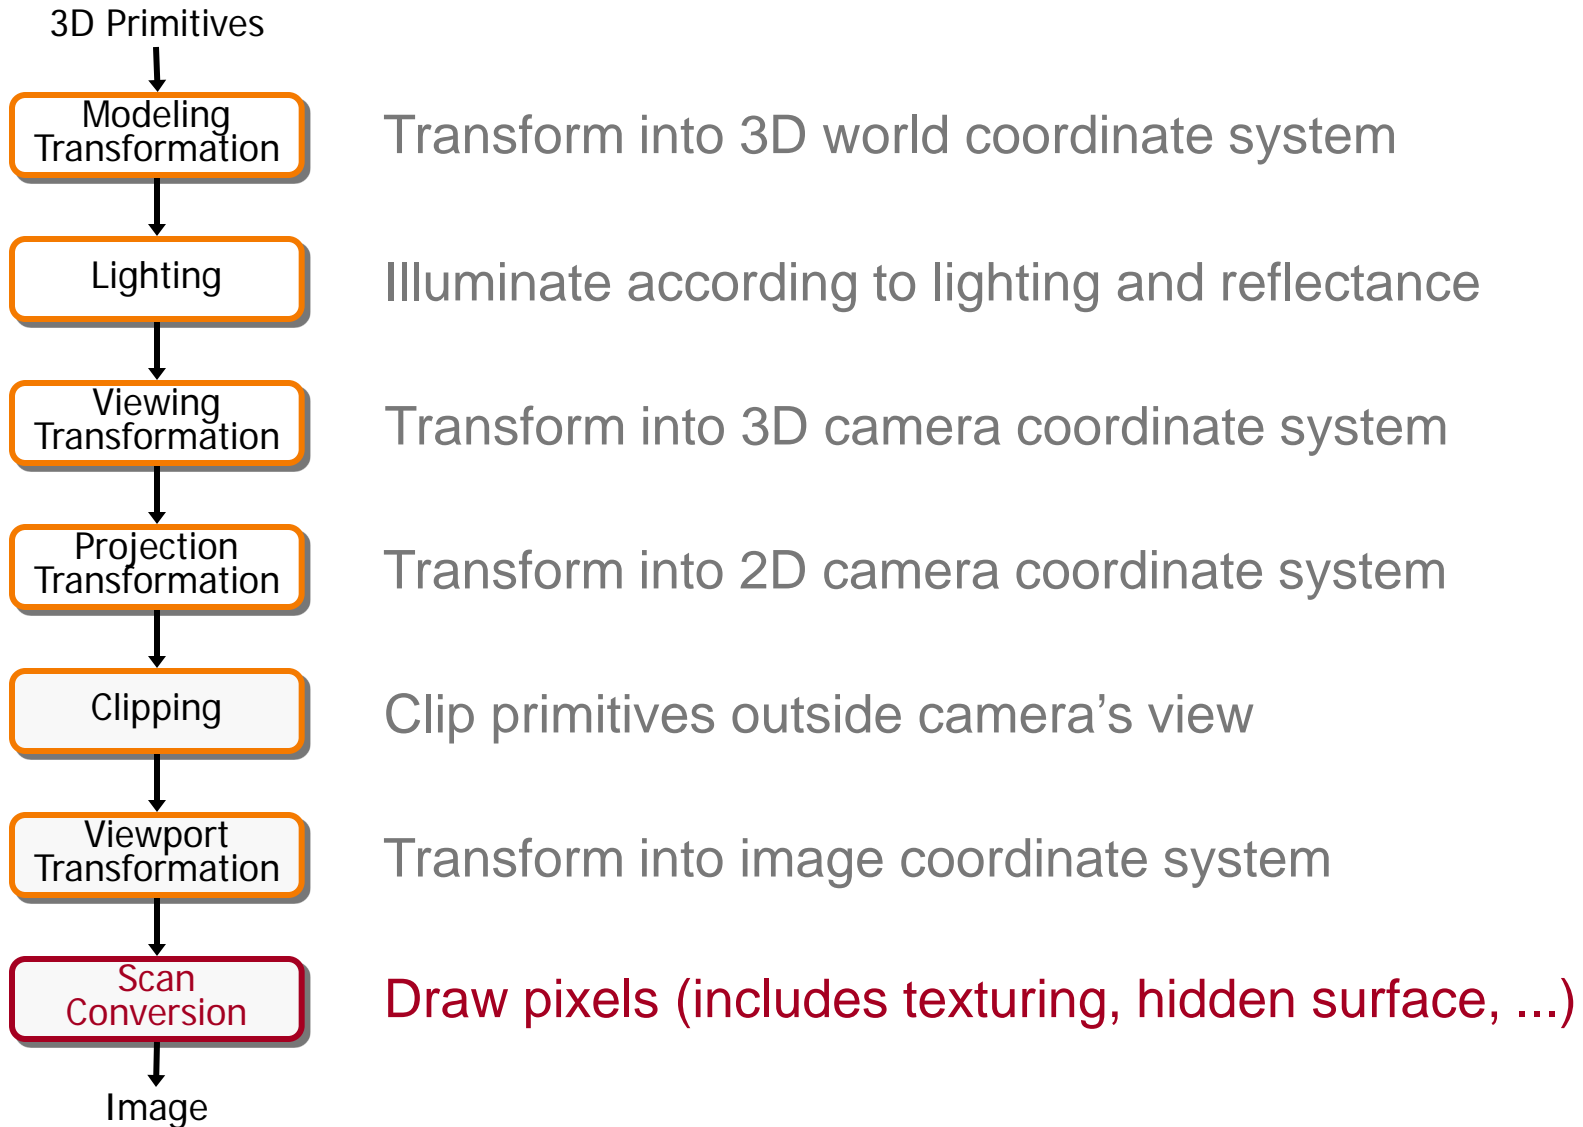 3D Primitives
Modeling
Transformation
Transform into 3D world coordinate system
Lighting
Illuminate according to lighting and reflectance
Viewing
Transformation
Transform into 3D camera coordinate system
Projection
Transformation
Transform into 2D camera coordinate system
Clipping
Clip primitives outside camera’s view
Viewport
Transformation
Transform into image coordinate system
Scan
Conversion
Draw pixels (includes texturing, hidden surface, ...)
Image